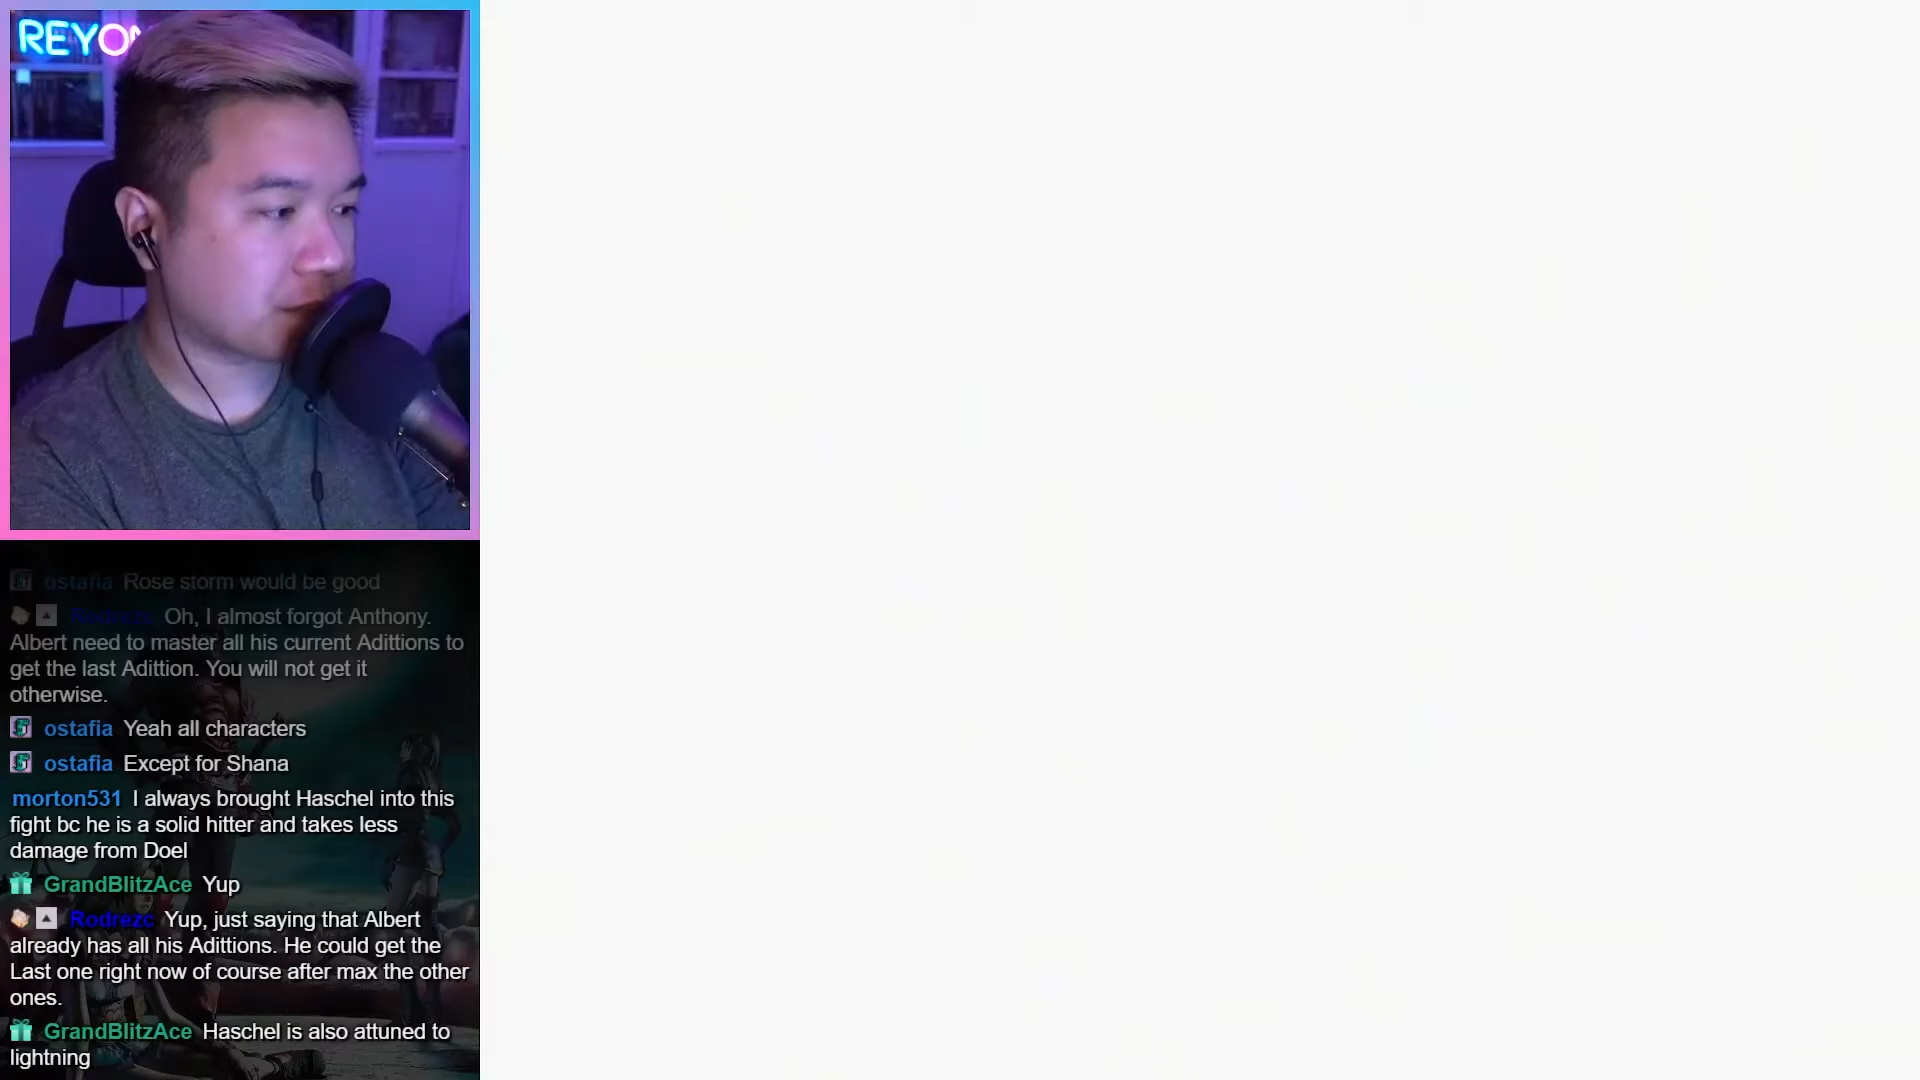 REYO
ostafia Rose storm would be good
Rodrezc Oh, I almost forgot Anthony.
Albert need to master all his current Adittions to
get the last Adittion. You will not get it
otherwise.
ostafia Yeah all characters
ostafia Except for Shana
morton531 I always brought Haschel into this
fight bc he is a solid hitter and takes less
damage from Doel
GrandBlitzAce Yup
Rodrezc Yup, just saying that Albert
already has all his Adittions. He could get the
Last one right now of course after max the other
ones.
GrandBlitzAce Haschel is also attuned to
lightning